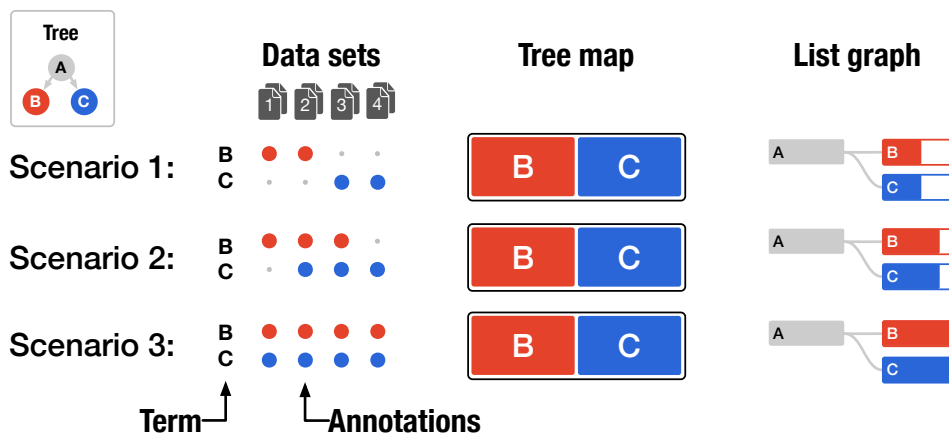 Tree
A
B C
Data sets
1 2 3 4
Tree map
List graph
Scenario 1:
B
C
B C
A
B
C
Scenario 2:
B
C
B C
A
B
C
Scenario 3:
B
C
B C
A
B
C
Term
Annotations